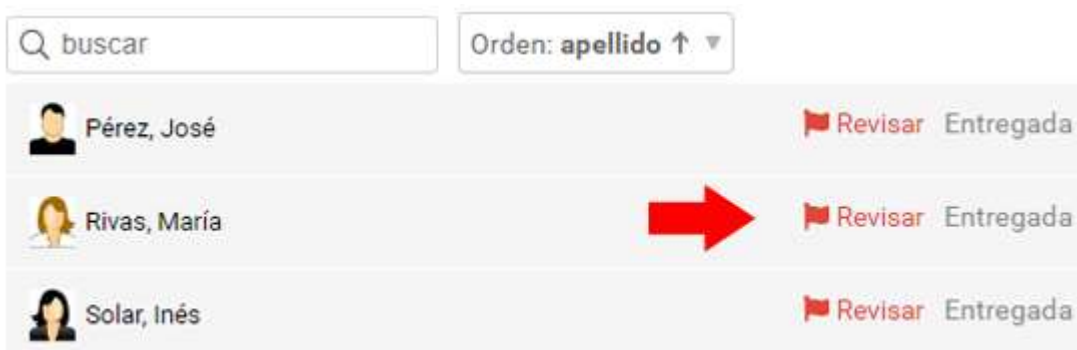 buscar Orden: apellido ↑
Pérez, José Revisar Entregada
Rivas, María Revisar Entregada
Solar, Inés Revisar Entregada